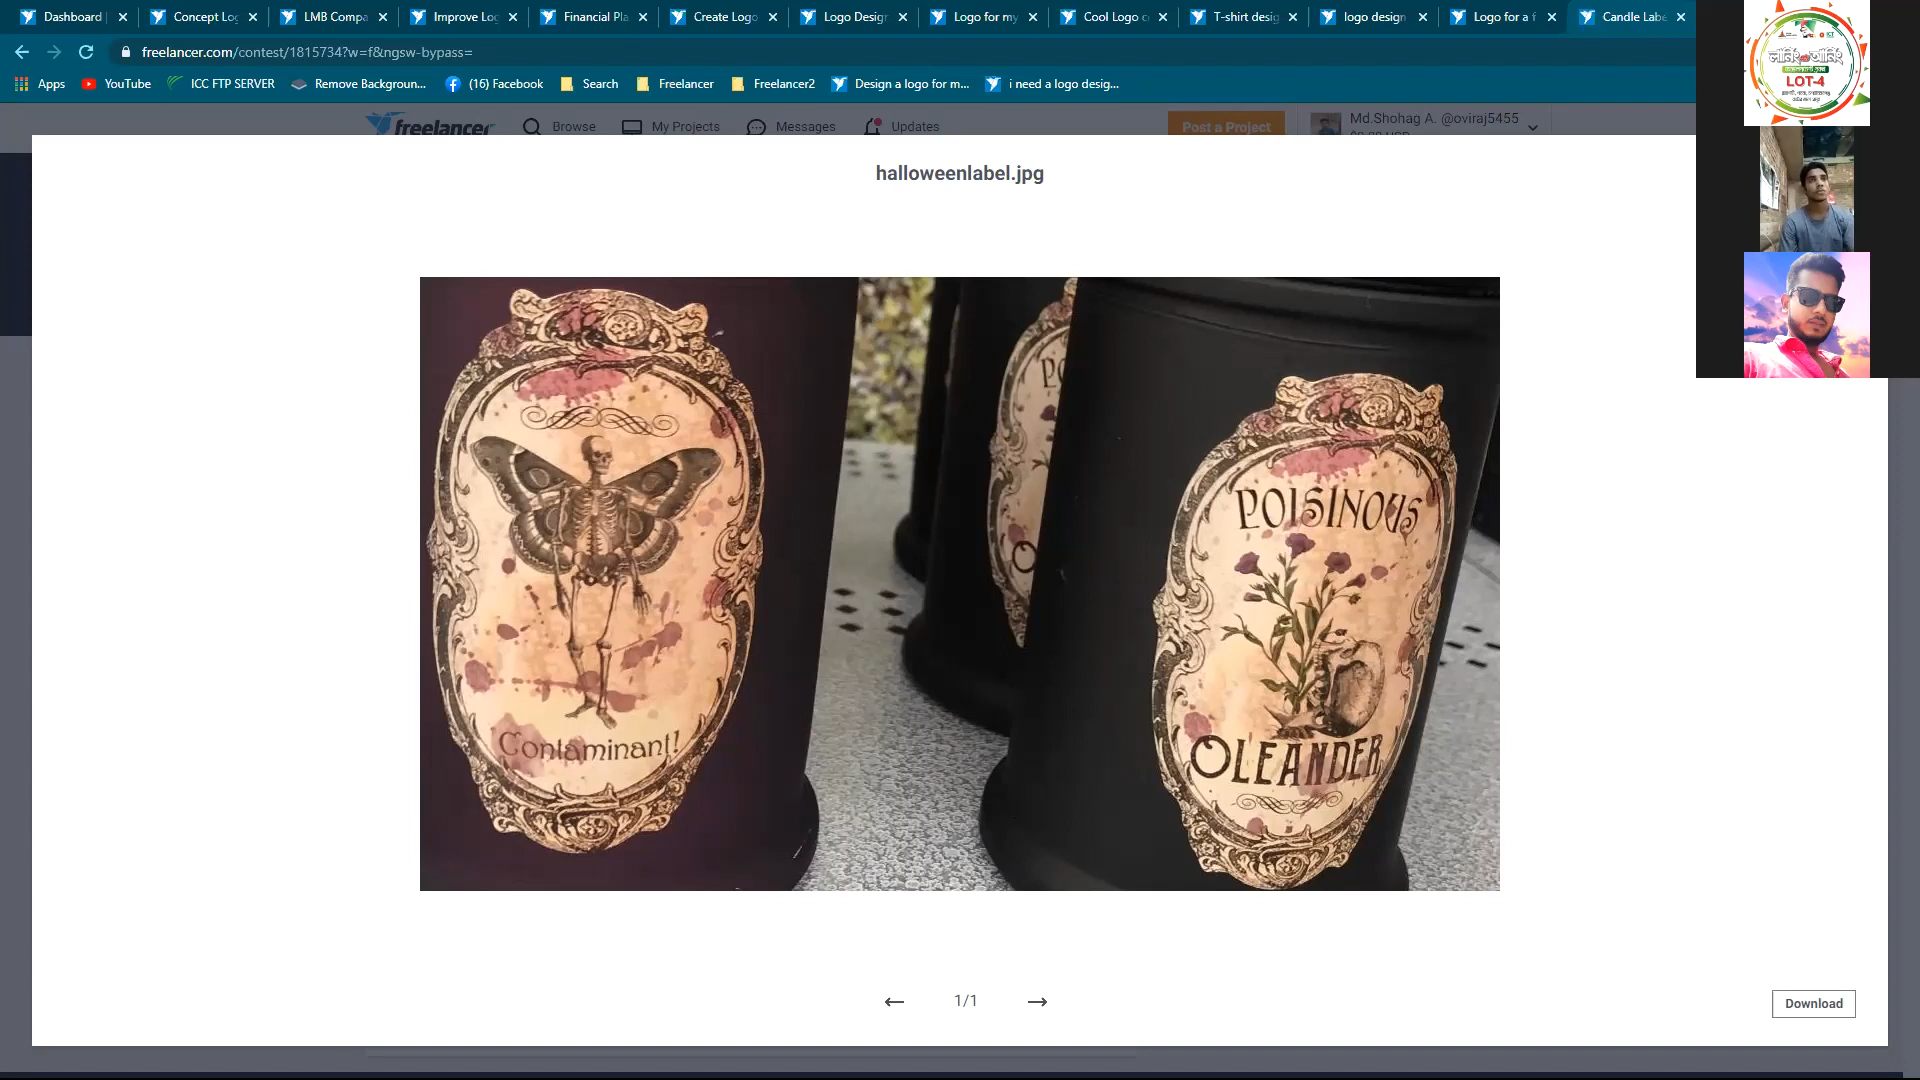 Dashboard
Concept Log
LMB Compa
Improve Log
Financial Pla
Create Logo
Logo Design
Logo for my
Cool Logo c
T-shirt desig
logo design
Logo for a f
Candle Labe
freelancer.com/contest/1815734?w=f&ngsw-bypass=
Apps
YouTube
ICC FTP SERVER
Remove Backgroun...
(16) Facebook
Search
Freelancer
Freelancer2
Design a logo for m...
i need a logo desig...
freelancer
Browse
My Projects
Messages
Updates
Post a Project
Md.Shohag A. @oviraj5455
লার্নিং
আর্নিং
LOT-4
halloweenlabel.jpg
Contaminant!
POISINOUS
OLEANDER
1/1
Download